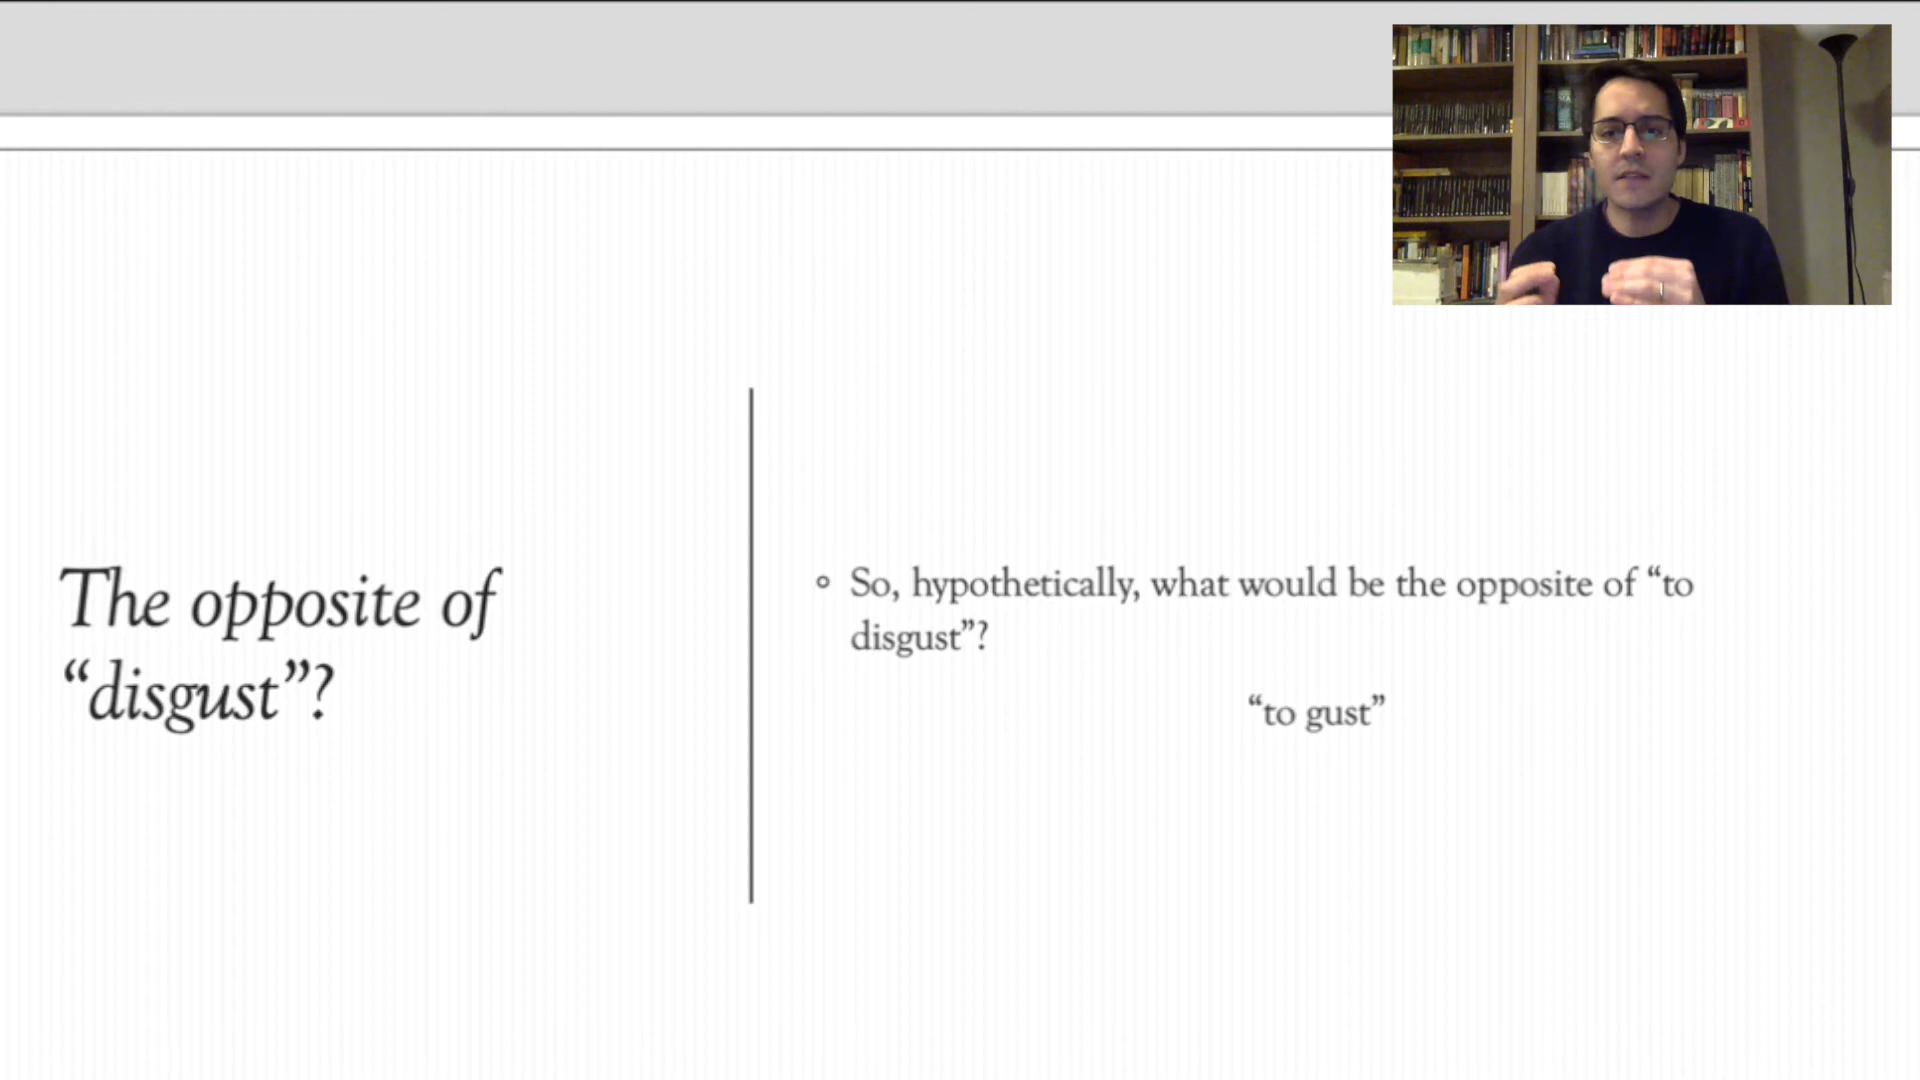 The opposite of
“disgust”?
So, hypothetically, what would be the opposite of “to
disgust”?
“to gust”